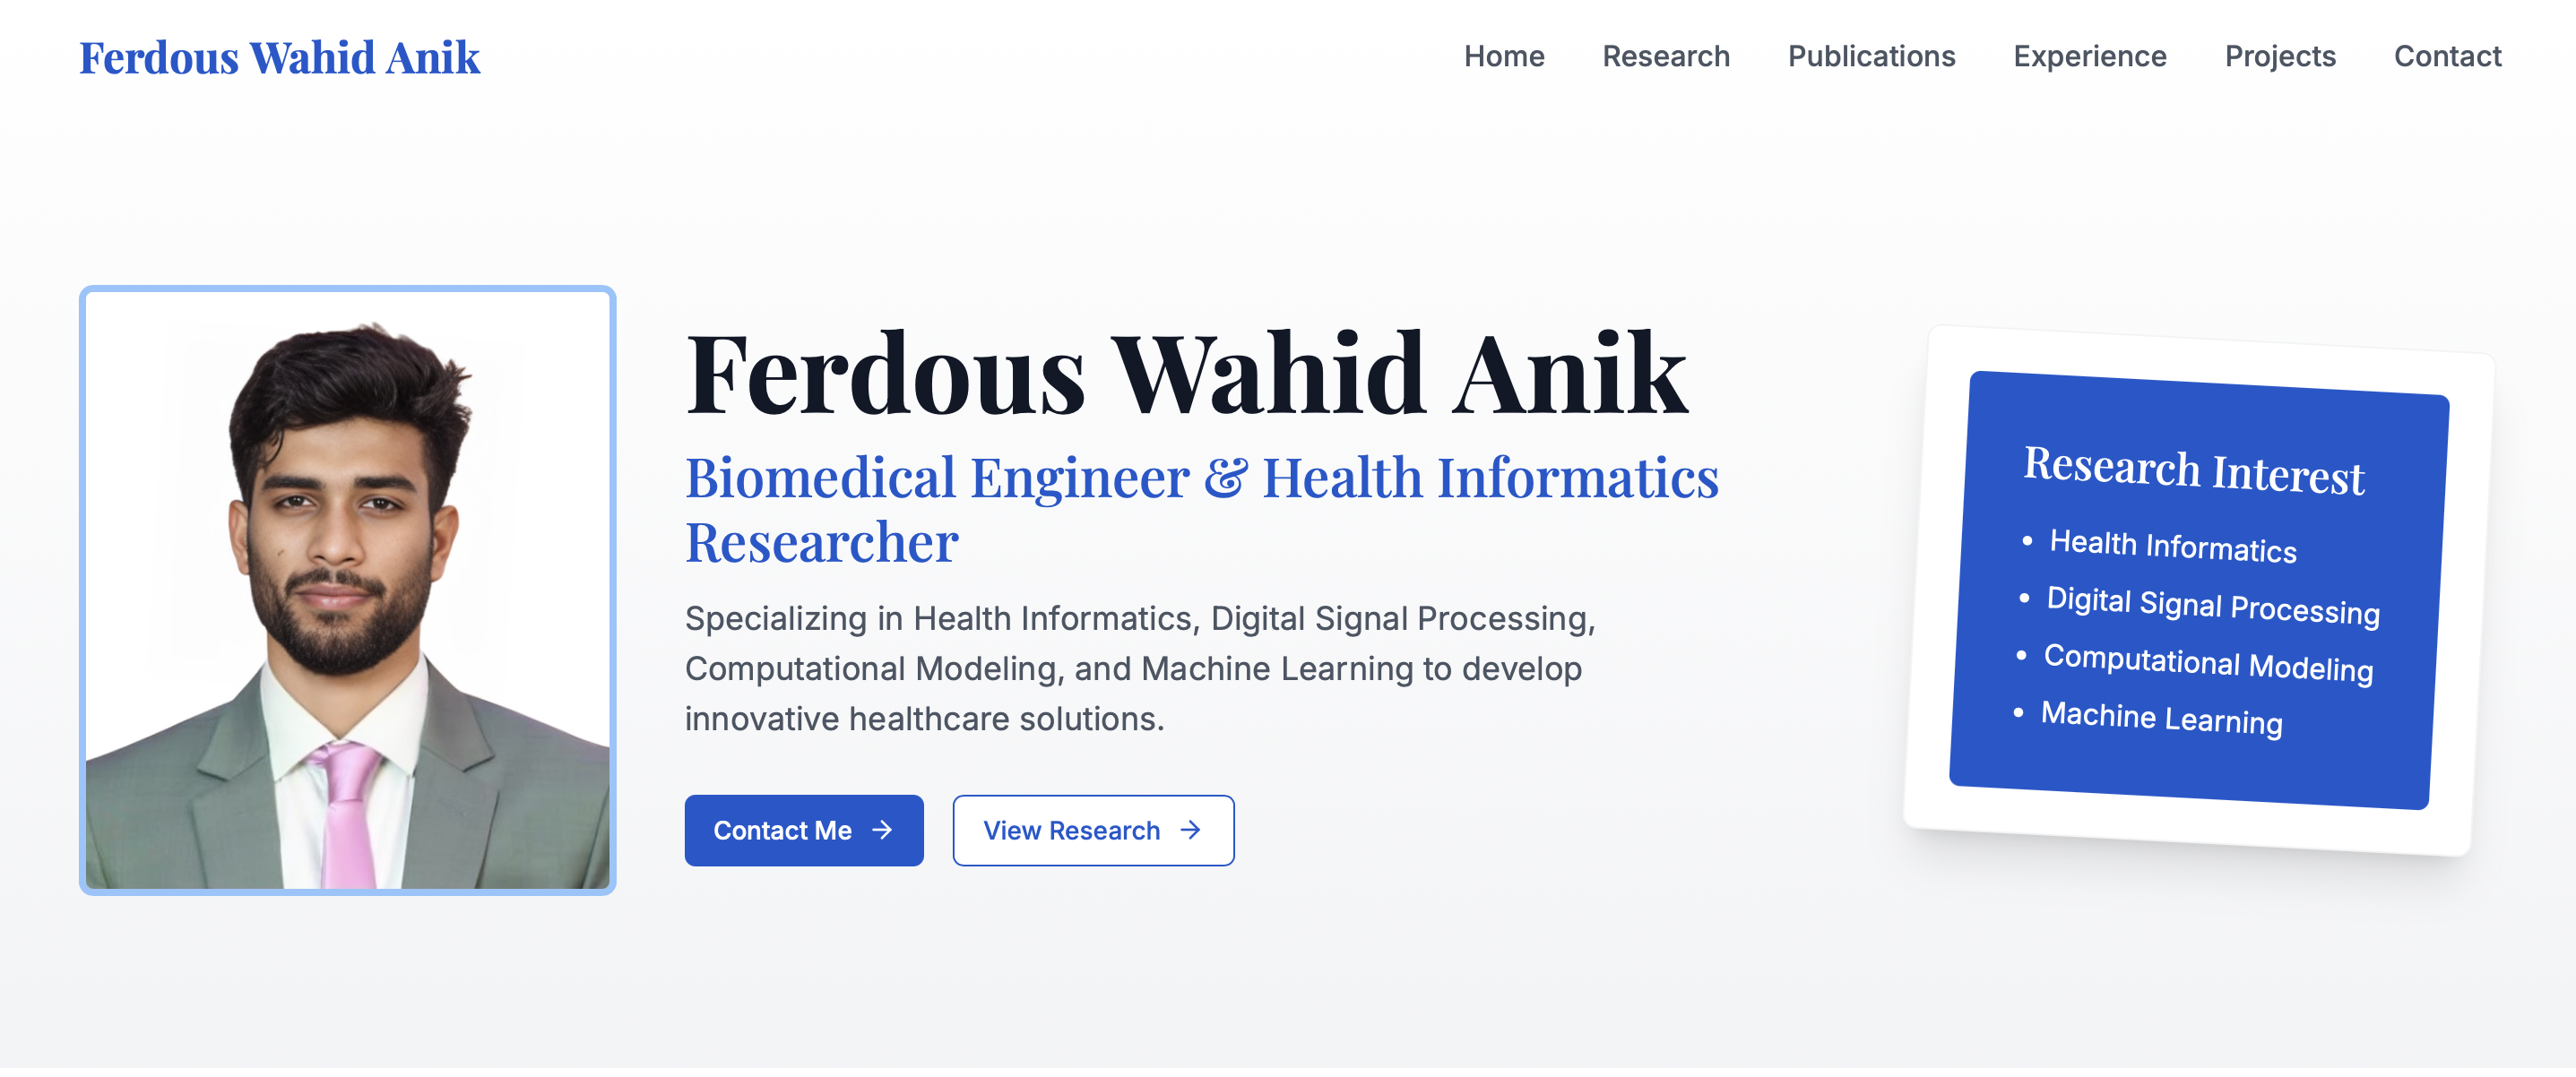 Ferdous Wahid Anik
Home Research Publications Experience Projects Contact
Ferdous Wahid Anik
Biomedical Engineer & Health Informatics
Researcher
Specializing in Health Informatics, Digital Signal Processing,
Computational Modeling, and Machine Learning to develop
innovative healthcare solutions.
Contact Me →
View Research →
Research Interest
• Health Informatics
• Digital Signal Processing
• Computational Modeling
• Machine Learning